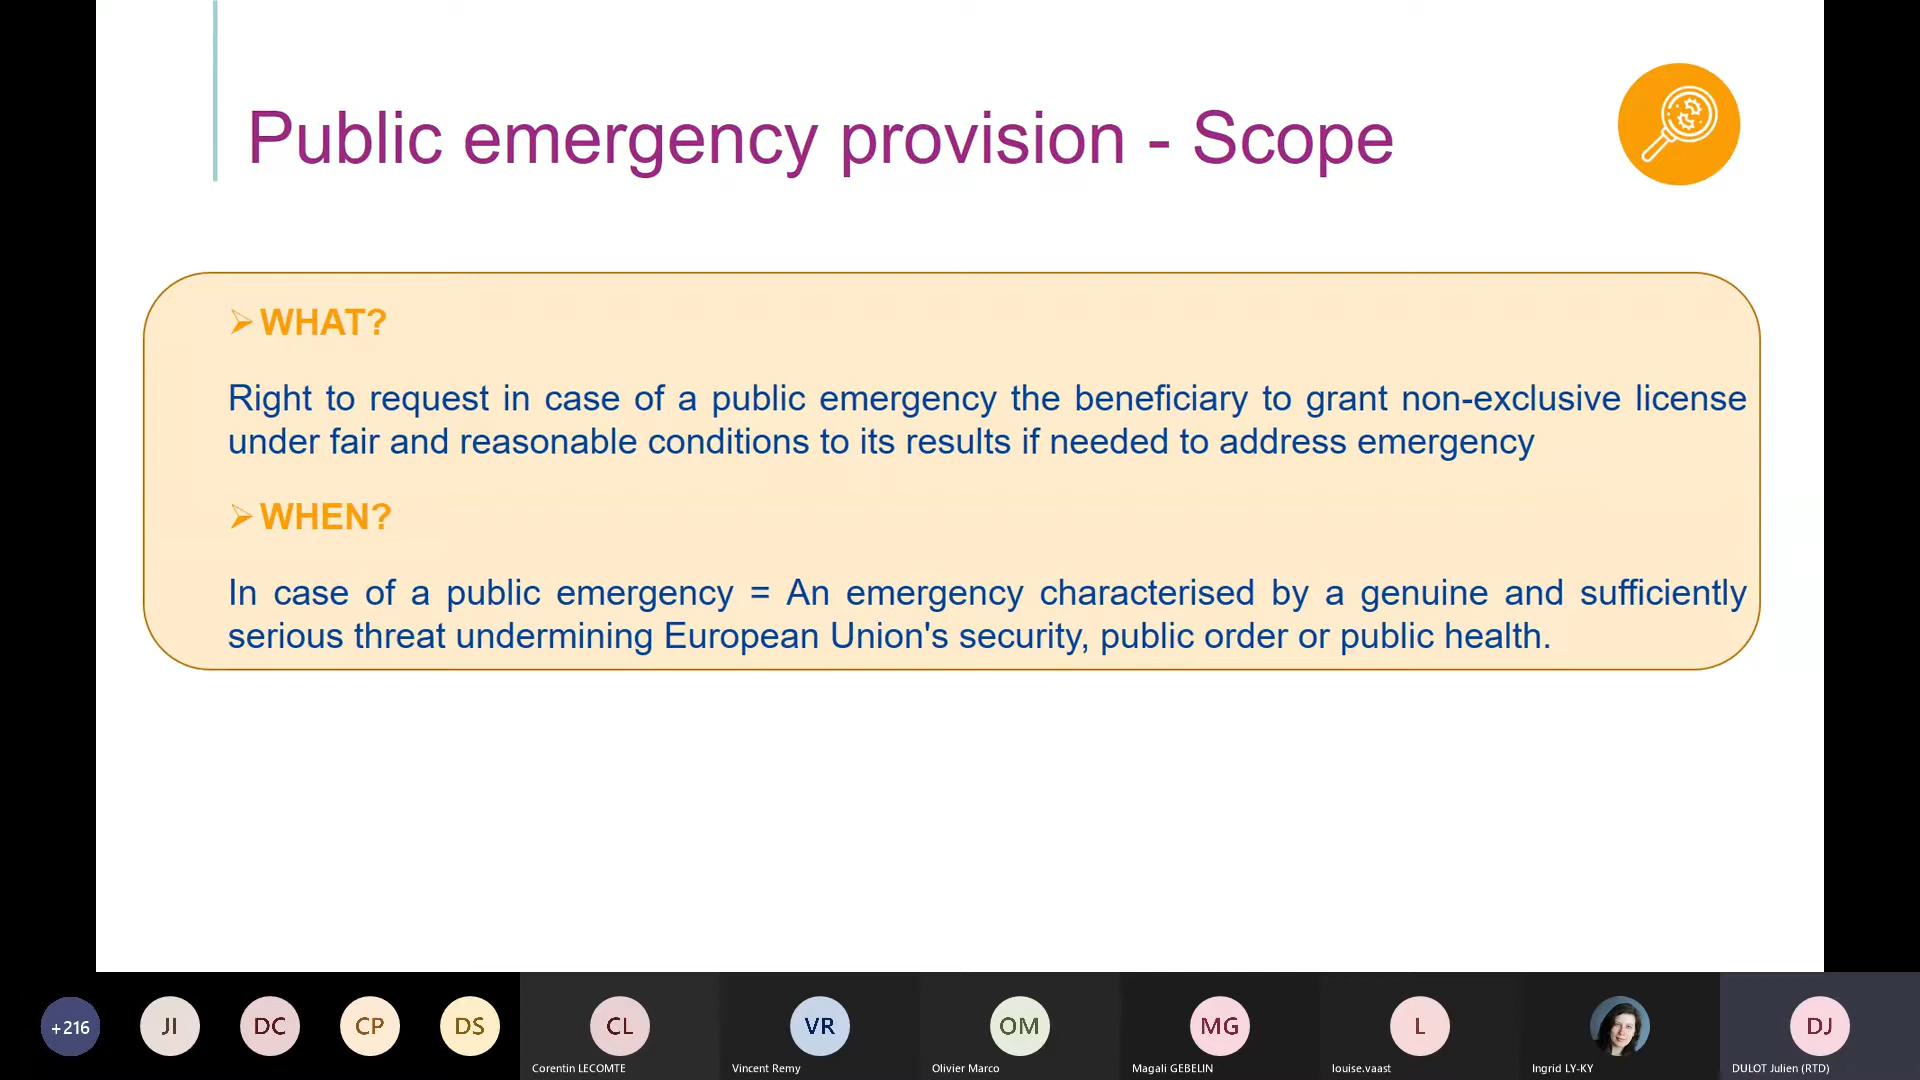 Public emergency provision - Scope
WHAT?
Right to request in case of a public emergency the beneficiary to grant non-exclusive license
under fair and reasonable conditions to its results if needed to address emergency
WHEN?
In case of a public emergency = An emergency characterised by a genuine and sufficiently
serious threat undermining European Union's security, public order or public health.
+216
JI
DC
CP
DS
CL
VR
OM
MG
L
DJ
Corentin LECOMTE
Vincent Remy
Olivier Marco
Magali GEBELIN
louise.vaast
Ingrid LY-KY
DULOT Julien (RTD)